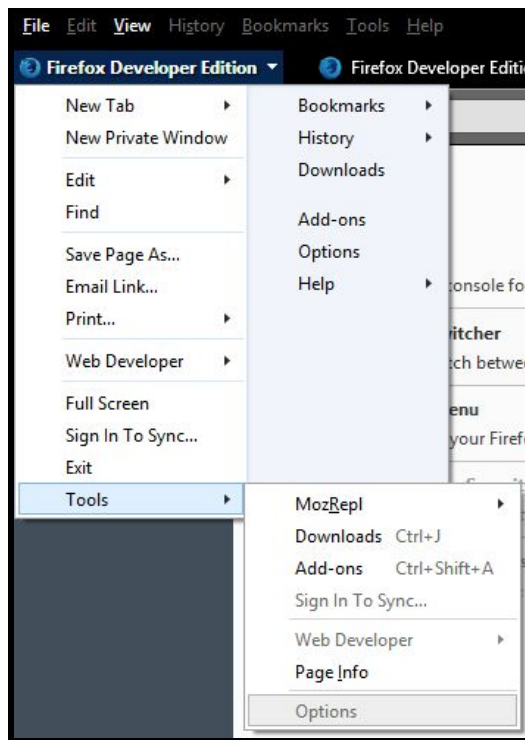 File Edit View History Bookmarks Tools Help
Firefox Developer Edition Firefox Developer Editi
New Tab
New Private Window
Edit
Find
Save Page As...
Email Link...
Print...
Web Developer
Full Screen
Sign In To Sync...
Exit
Tools
Bookmarks
History
Downloads
Add-ons
Options
Help
console fo
itcher
tch betwe
enu
your Firef
MozRepl
Downloads Ctrl+J
Add-ons Ctrl+Shift+A
Sign In To Sync...
Web Developer
Page Info
Options